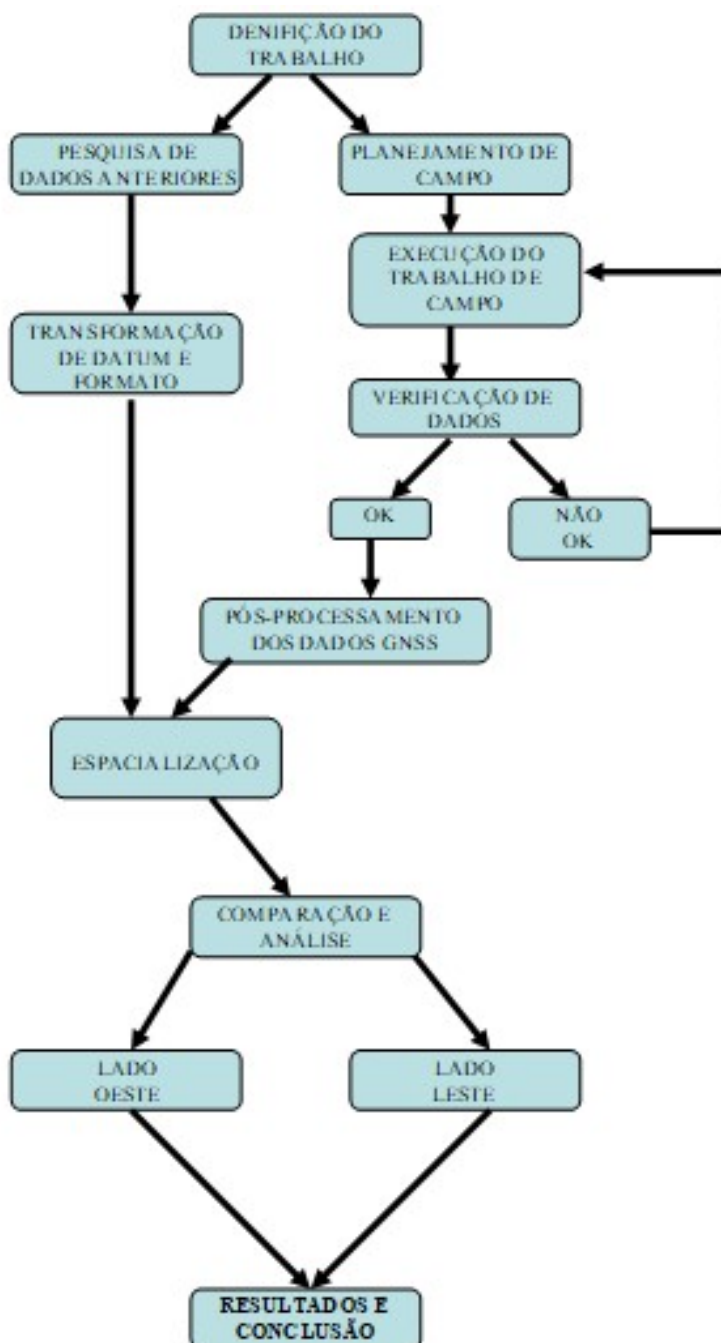 DENIFIÇÃO DO
TRABALHO
PESQUISA DE
DADOS ANTERIORES
PLANEJAMENTO DE
CAMPO
EXECUÇÃO DO
TRABALHO DE
CAMPO
TRANSFORMAÇÃO
DE DATUM E
FORMATO
VERIFICAÇÃO DE
DADOS
OK
NÃO
OK
PÓS-PROCESSAMENTO
DOS DADOS GNSS
ESPACIALIZAÇÃO
COMPARAÇÃO E
ANÁLISE
LADO
OESTE
LADO
LESTE
RESULTADOS E
CONCLUSÃO